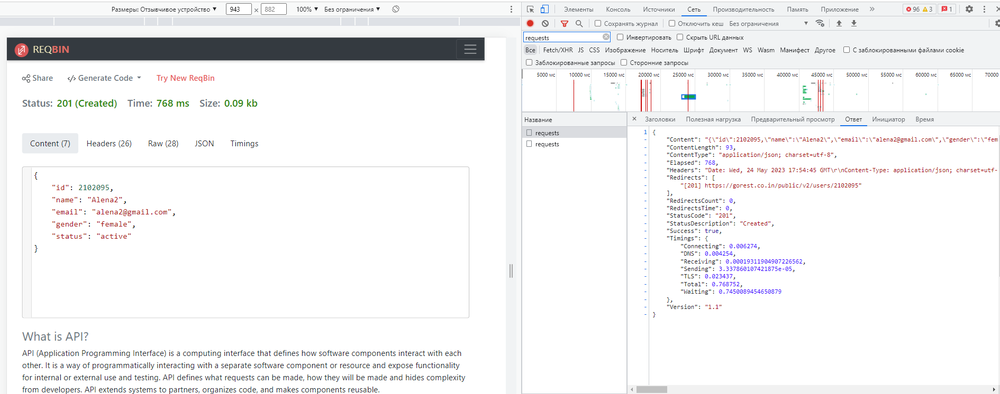 Размеры: Отзывчивое устройство ▼ 943 × 882 100% ▼ Без ограничения ▼
REQBIN
Share </> Generate Code Try New ReqBin
Status: 201 (Created) Time: 768 ms Size: 0.09 kb
Content (7) Headers (26) Raw (28) JSON Timings
{
"id": 2102095,
"name": "Alena2",
"email": "alena2@gmail.com",
"gender": "female",
"status": "active"
}
What is API?
API (Application Programming Interface) is a computing interface that defines how software components interact with each
other. It is a way of programmatically interacting with a separate software component or resource and expose functionality
for internal or external use and testing. API defines what requests can be made, how they will be made and hides complexity
from developers. API extends systems to partners, organizes code, and makes components reusable.
Элементы Консоль Источники Сеть Производительность Память Приложение » 96 3 1
Сохранять журнал Отключить кеш Без ограничения ▼
requests Инвертировать Скрыть URL данных
Все Fetch/XHR JS CSS Изображение Носитель Шрифт Документ WS Wasm Манифест Другое С заблокированными файлами cookie
Заблокированные запросы Сторонние запросы
5000 мс 10000 мс 15000 мс 20000 мс 25000 мс 30000 мс 35000 мс 40000 мс 45000 мс 50000 мс 55000 мс 60000 мс 65000 мс 70000
Название
requests
requests
× Заголовки Полезная нагрузка Предварительный просмотр Ответ Инициатор Время
1 {
- "Content": "{\"id\":2102095,\"name\":\"Alena2\",\"email\":\"alena2@gmail.com\",\"gender\":\"fem
- "ContentLength": 93,
- "ContentType": "application/json; charset=utf-8",
- "Elapsed": 768,
- "Headers": "Date: Wed, 24 May 2023 17:54:45 GMT\r\nContent-Type: application/json; charset=utf-
- "Redirects": [
- "[201] https://gorest.co.in/public/v2/users/2102095"
- ],
- "RedirectsCount": 0,
- "RedirectsTime": 0,
- "StatusCode": "201",
- "StatusDescription": "Created",
- "Success": true,
- "Timings": {
- "Connecting": 0.006274,
- "DNS": 0.004254,
- "Receiving": 0.00019311904907226562,
- "Sending": 3.337860107421875e-05,
- "TLS": 0.023437,
- "Total": 0.768752,
- "Waiting": 0.7450089454650879
- },
- "Version": "1.1"
- }